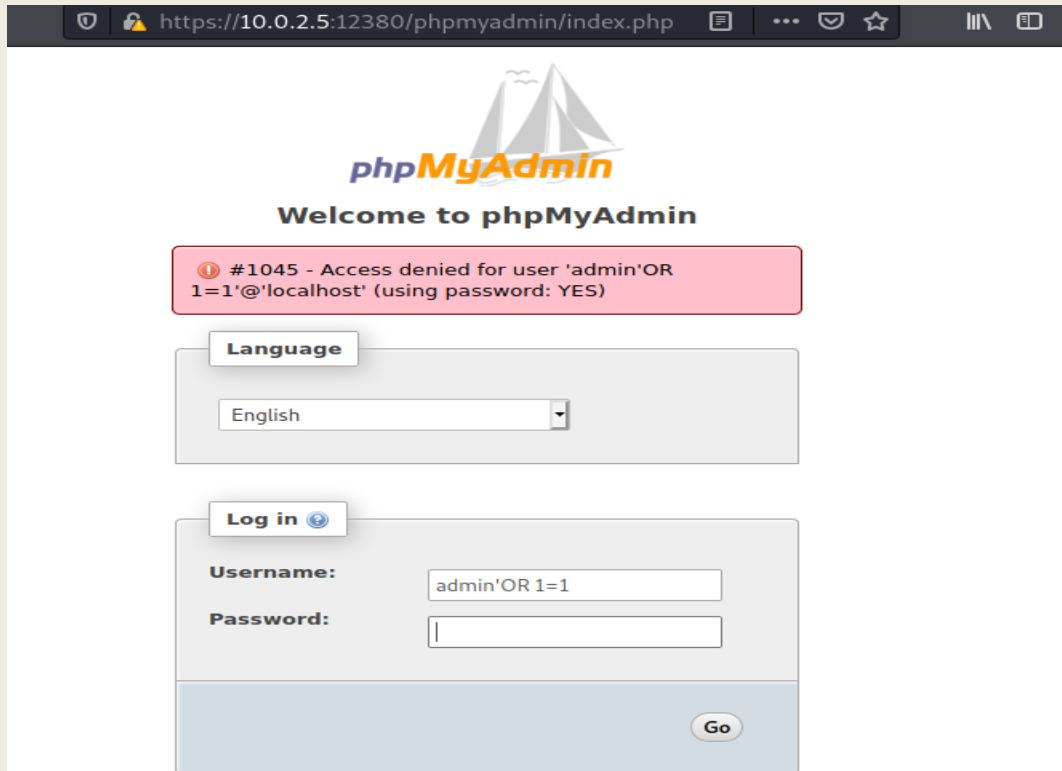 https://10.0.2.5:12380/phpmyadmin/index.php
phpMyAdmin
Welcome to phpMyAdmin
#1045 - Access denied for user 'admin'OR
1=1'@'localhost' (using password: YES)
Language
English
Log in
Username:
admin'OR 1=1
Password:
Go